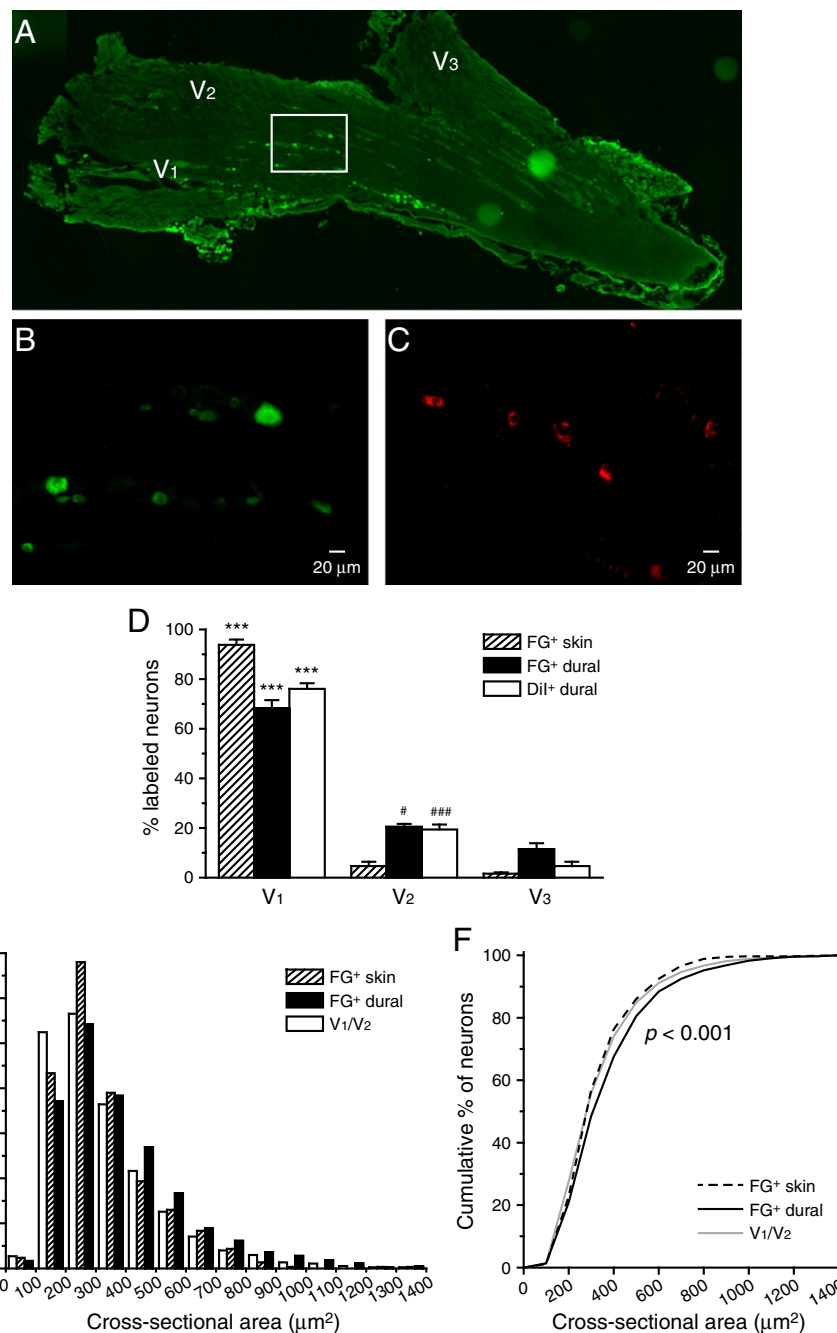 A
V3
V2
V1
B
C
20 μm
20 μm
D
100
80
60
40
20
0
% labeled neurons
***
***
***
#
###
FG+ skin
FG+ dural
DiI+ dural
V1
V2
V3
FG+ skin
FG+ dural
V1/V2
0 100 200 300 400 500 600 700 800 900 1000 1100 1200 1300 1400
Cross-sectional area (μm²)
F
100
80
60
40
20
0
Cumulative % of neurons
p < 0.001
FG+ skin
FG+ dural
V1/V2
0 200 400 600 800 1000 1200 1400
Cross-sectional area (μm²)